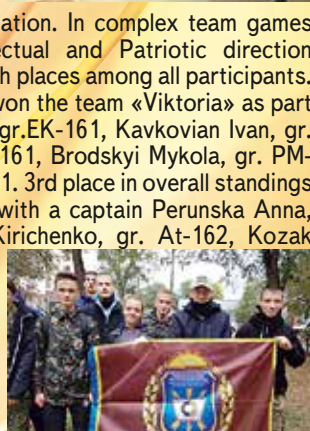 ation. In complex team games
ectual and Patriotic direction
h places among all participants.
won the team «Viktoria» as part
gr.EK-161, Kavkovian Ivan, gr.
161, Brodskyi Mykola, gr. PM-
1. 3rd place in overall standings
with a captain Perunska Anna,
Kirichenko, gr. At-162, Kozak